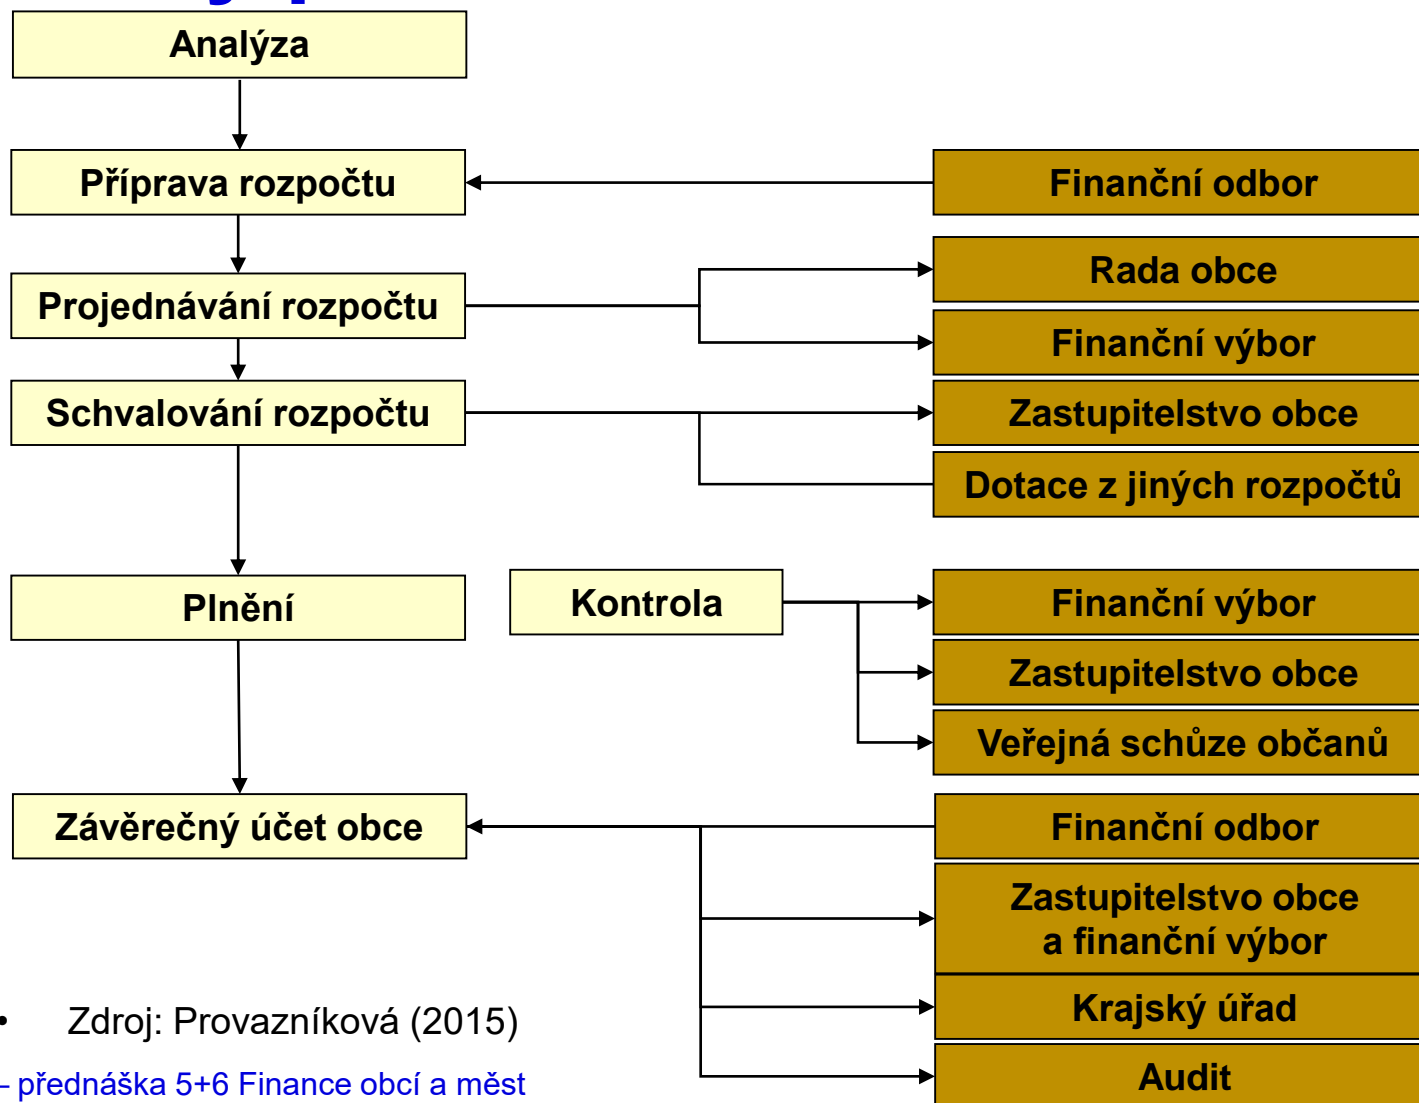 Analýza
Příprava rozpočtu
Finanční odbor
Rada obce
Projednávání rozpočtu
Finanční výbor
Schvalování rozpočtu
Zastupitelstvo obce
Dotace z jiných rozpočtů
Plnění
Kontrola
Finanční výbor
Zastupitelstvo obce
Veřejná schůze občanů
Závěrečný účet obce
Finanční odbor
Zastupitelstvo obce
a finanční výbor
Krajský úřad
Audit
• Zdroj: Provazníková (2015)
– přednáška 5+6 Finance obcí a měst